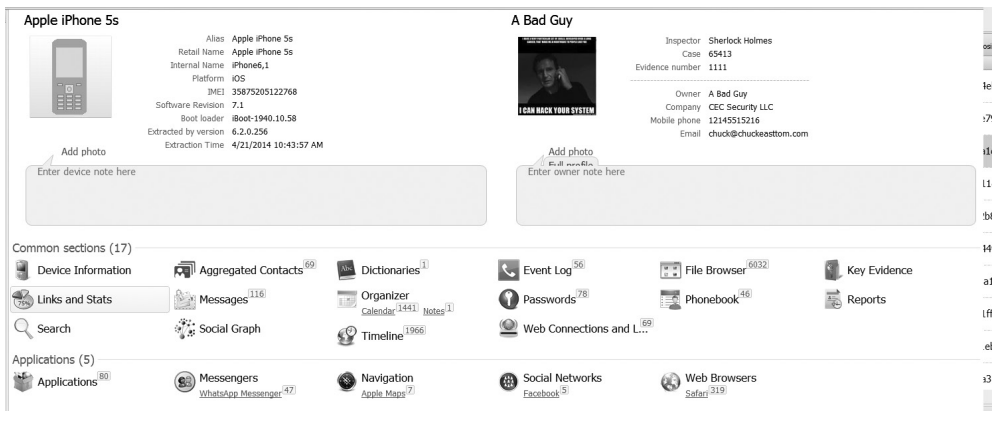 Apple iPhone 5s
Alias Apple iPhone 5s
Retail Name Apple iPhone 5s
Internal Name iPhone6,1
Platform iOS
IMEI 35875205122768
Software Revision 7.1
Boot loader iBoot-1940.10.58
Extracted by version 6.2.0.256
Extraction Time 4/21/2014 10:43:57 AM
Add photo
Enter device note here
A Bad Guy
I CAN HACK YOUR SYSTEM
Inspector Sherlock Holmes
Case 65413
Evidence number 1111
Owner A Bad Guy
Company CEC Security LLC
Mobile phone 12145515216
Email chuck@chuckeasttom.com
Add photo
Full profile
Enter owner note here
Common sections (17)
Device Information
Aggregated Contacts 69
Abc
Dictionaries 1
Event Log 56
File Browser 6032
Key Evidence
75%
Links and Stats
Messages 116
Organizer
Calendar 1441 Notes 1
Passwords 78
Phonebook 46
Reports
Search
Social Graph
Timeline 1966
Web Connections and L... 69
Applications (5)
Applications 80
Messengers
WhatsApp Messenger 47
Navigation
Apple Maps 7
Social Networks
Facebook 5
Web Browsers
Safari 319